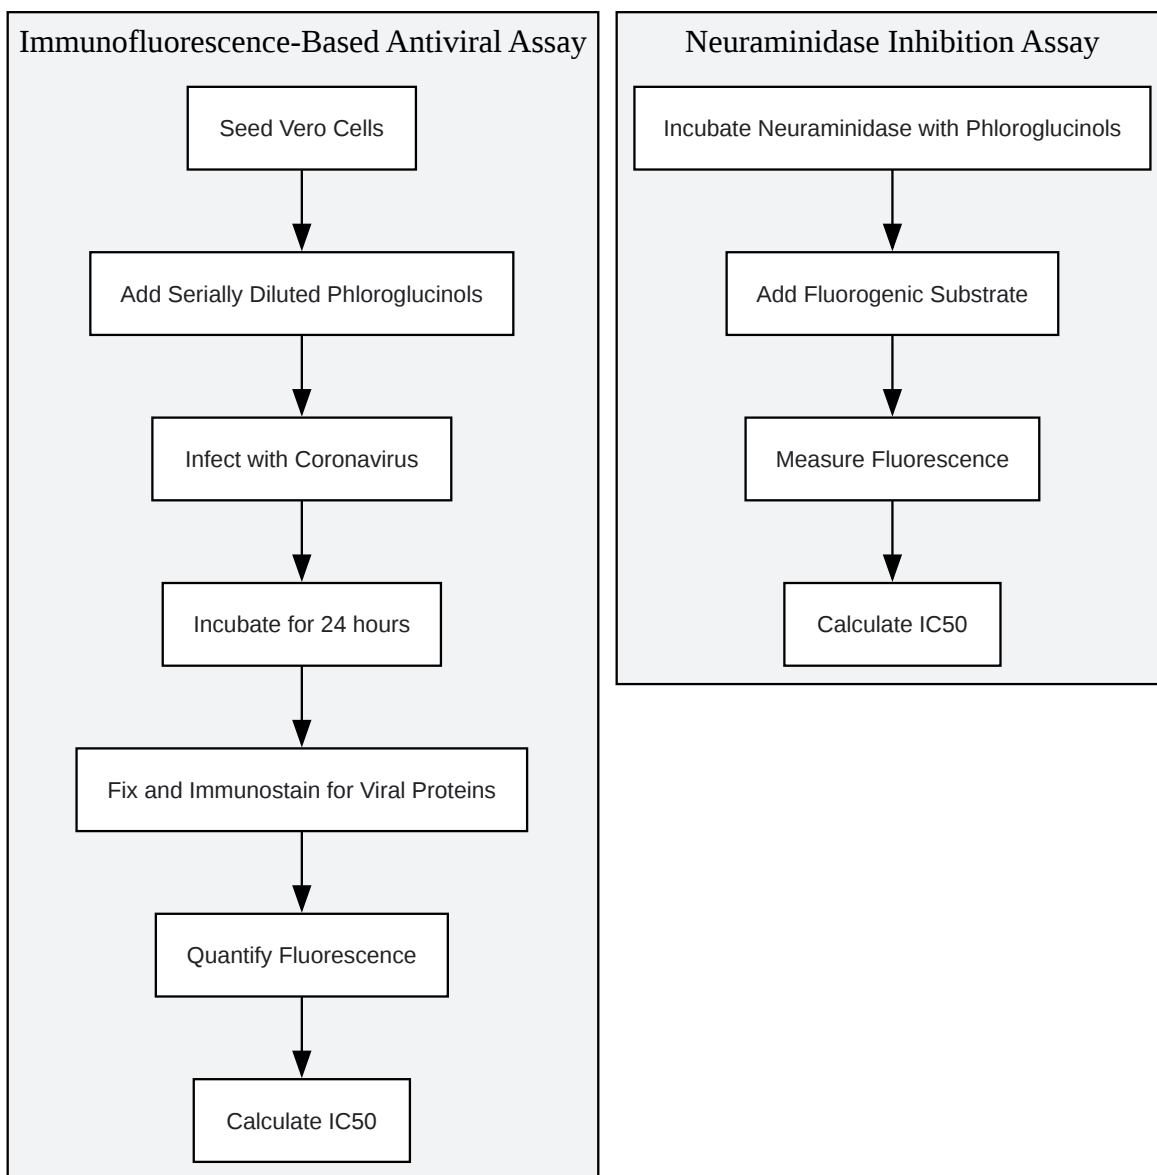 Immunofluorescence-Based Antiviral Assay
Seed Vero Cells
Add Serially Diluted Phloroglucinols
Infect with Coronavirus
Incubate for 24 hours
Fix and Immunostain for Viral Proteins
Quantify Fluorescence
Calculate IC50
Neuraminidase Inhibition Assay
Incubate Neuraminidase with Phloroglucinols
Add Fluorogenic Substrate
Measure Fluorescence
Calculate IC50